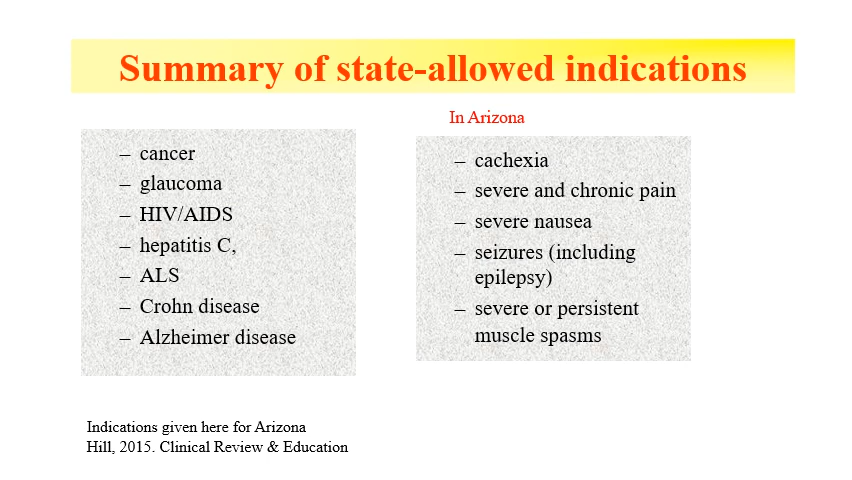 Summary of state-allowed indications
– cancer
– glaucoma
– HIV/AIDS
– hepatitis C,
– ALS
– Crohn disease
– Alzheimer disease
In Arizona
– cachexia
– severe and chronic pain
– severe nausea
– seizures (including
epilepsy)
– severe or persistent
muscle spasms
Indications given here for Arizona
Hill, 2015. Clinical Review & Education